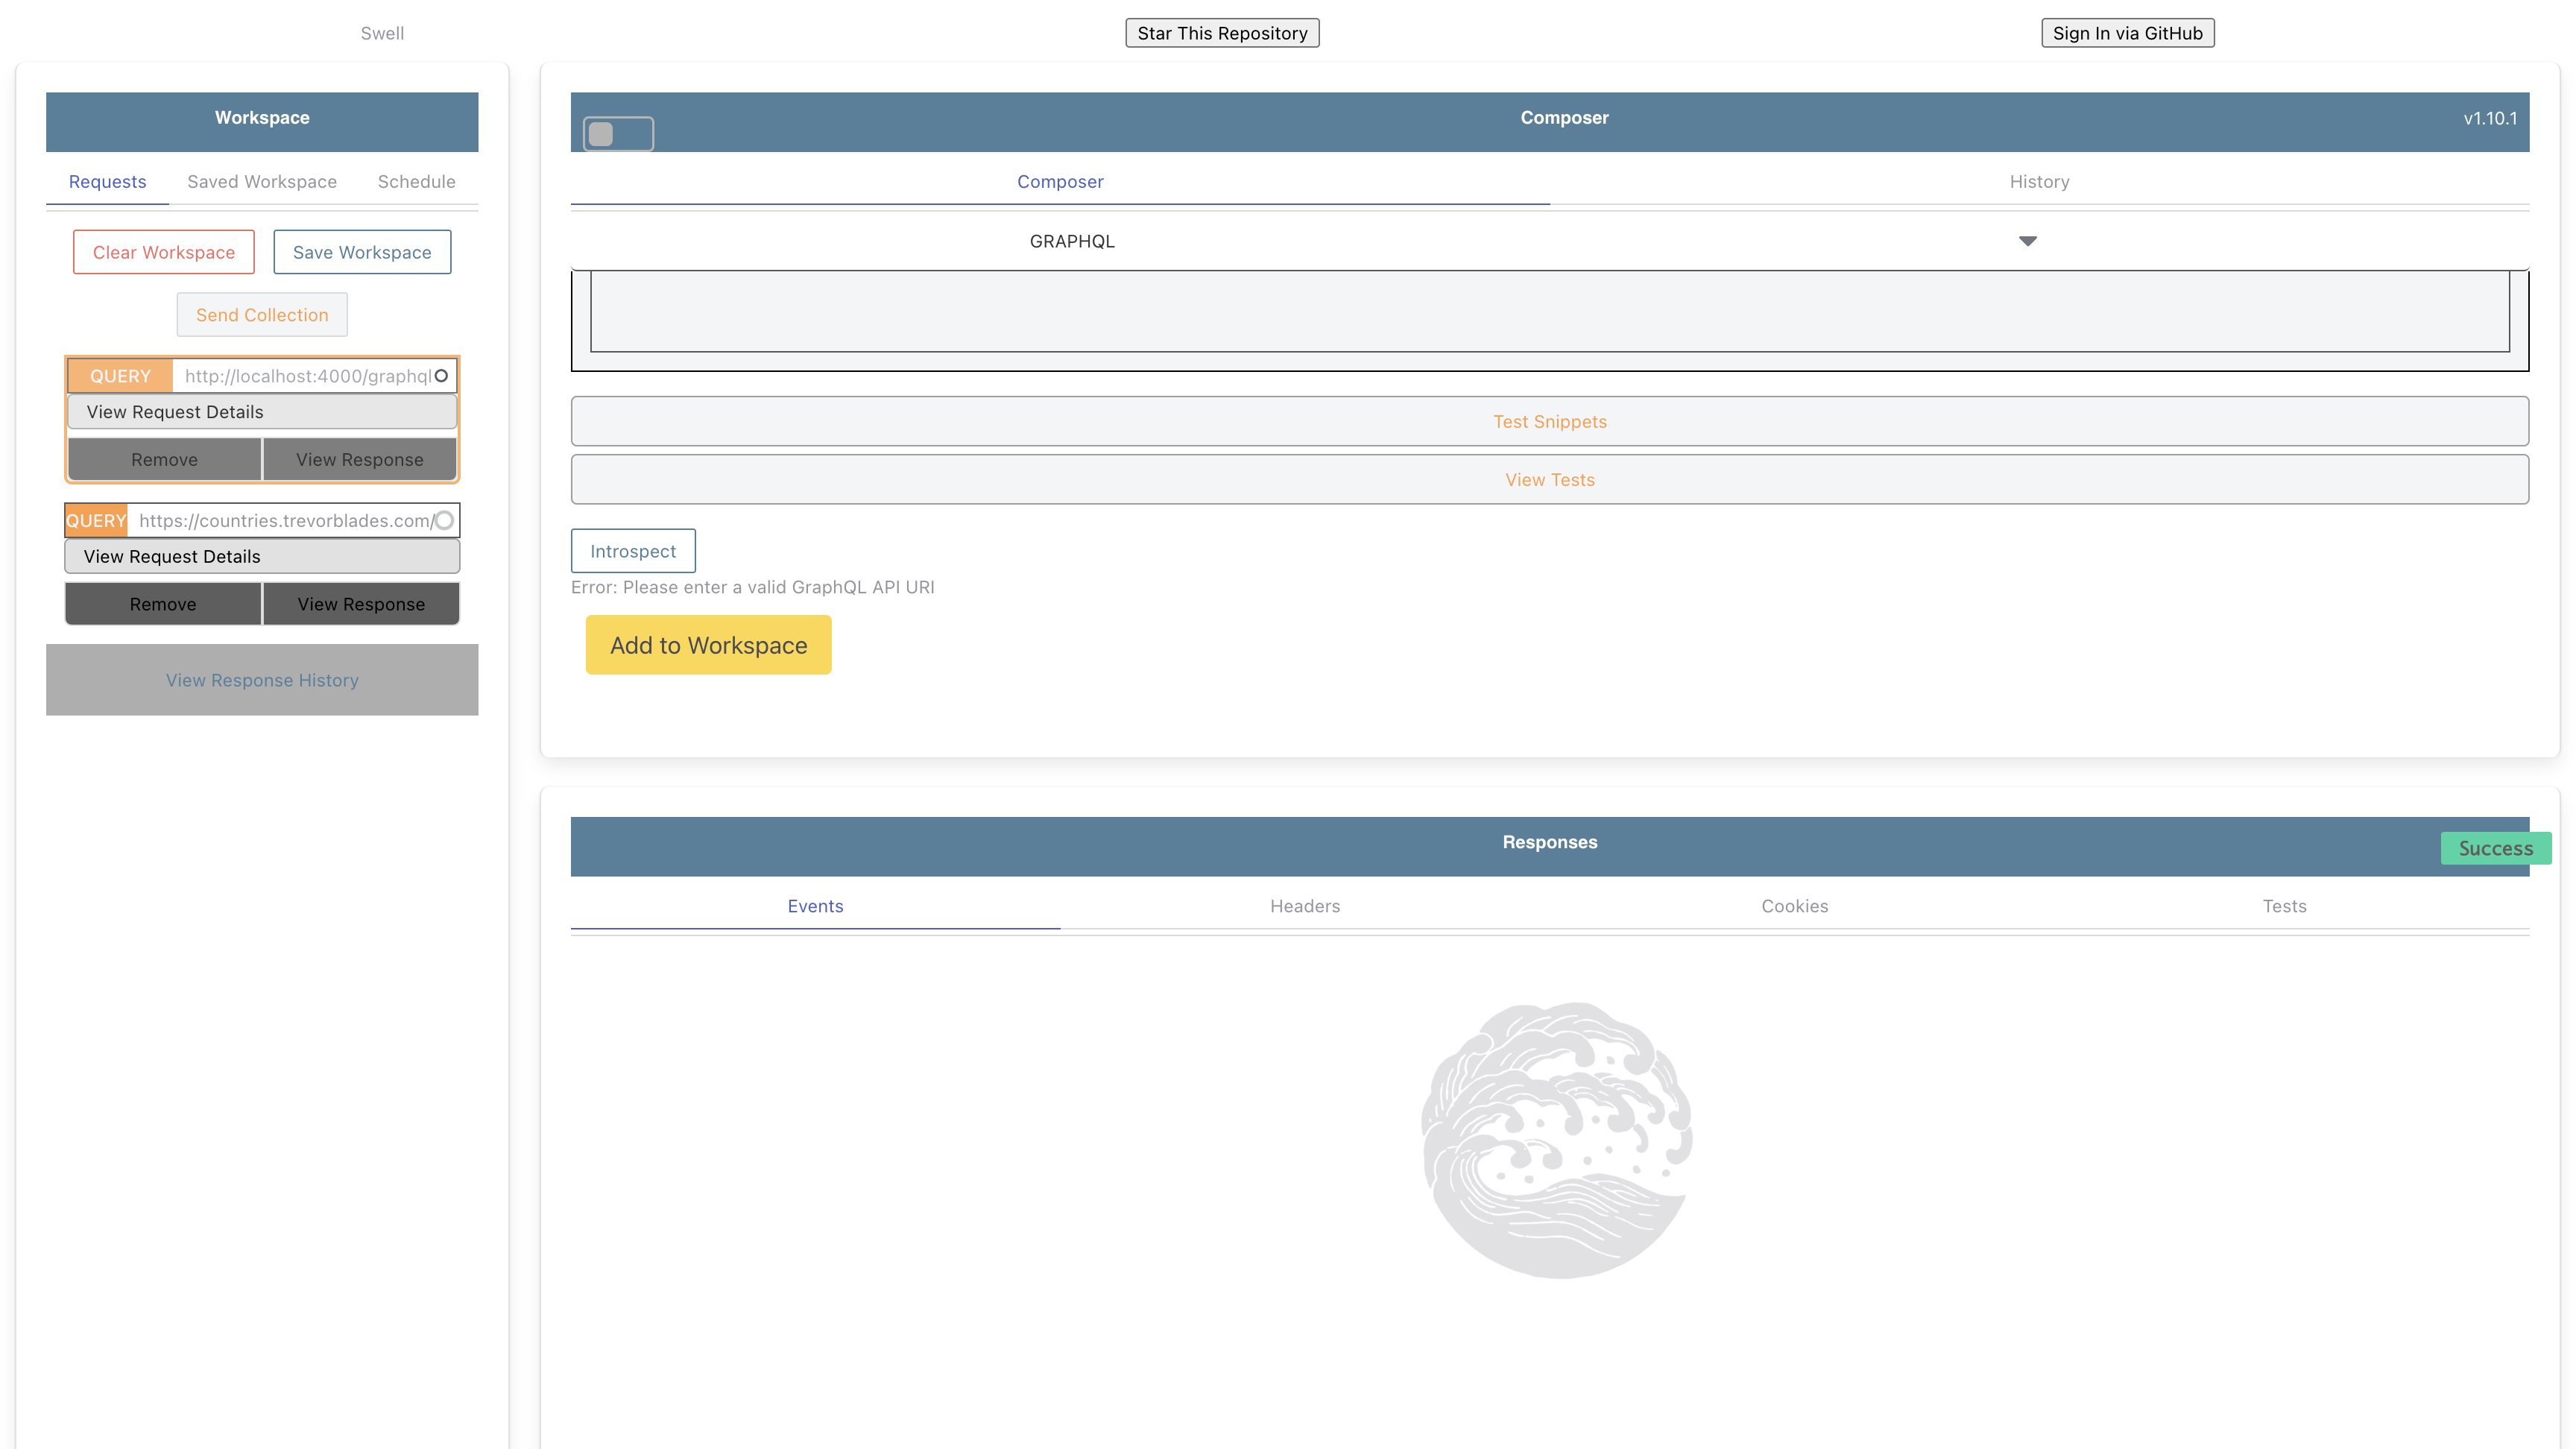 Swell
Star This Repository
Sign In via GitHub
Workspace
Requests
Saved Workspace
Schedule
Clear Workspace
Save Workspace
Send Collection
QUERY
http://localhost:4000/graphql
View Request Details
Remove
View Response
QUERY
https://countries.trevorblades.com/
View Request Details
Remove
View Response
View Response History
Composer
v1.10.1
Composer
History
GRAPHQL
Test Snippets
View Tests
Introspect
Error: Please enter a valid GraphQL API URI
Add to Workspace
Responses
Success
Events
Headers
Cookies
Tests